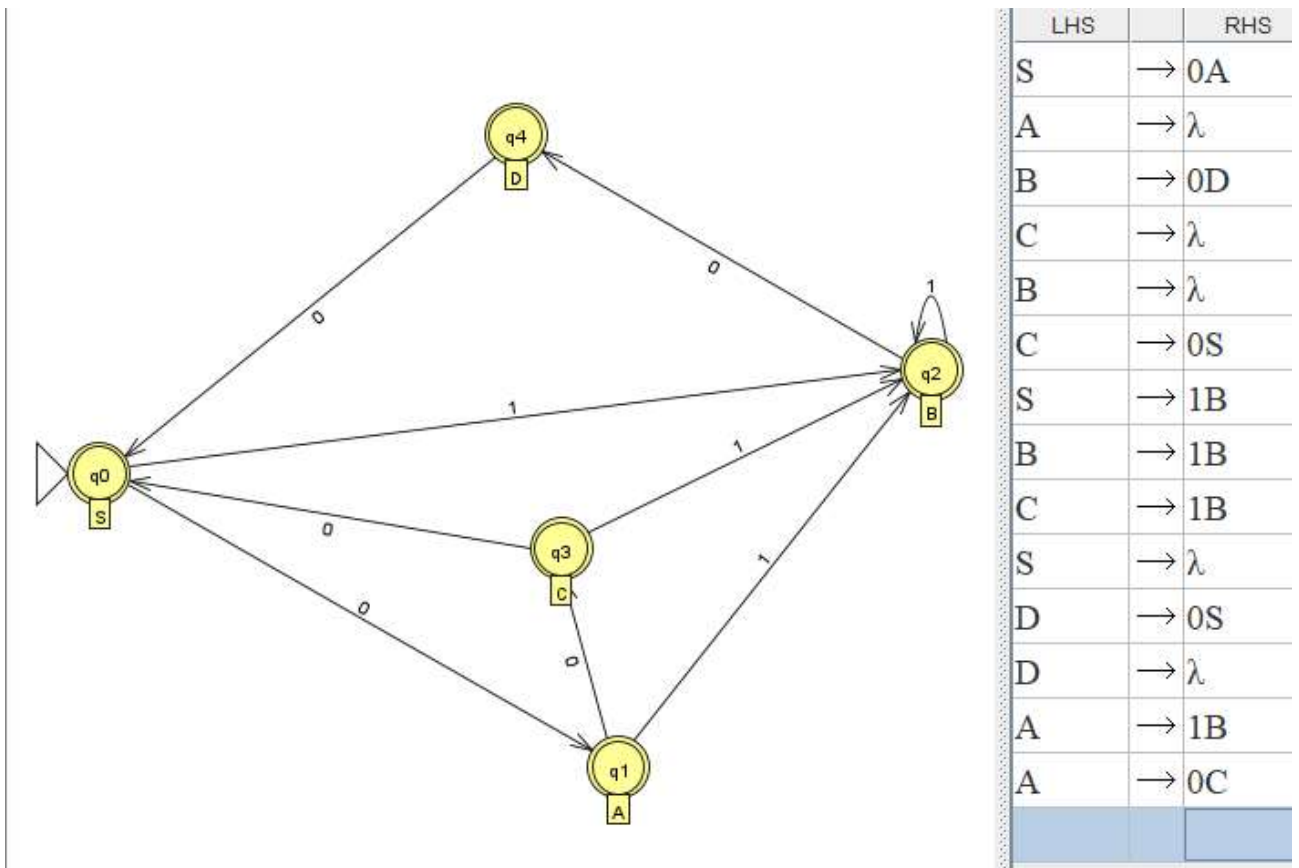 LHS RHS
S → 0A
A → λ
B → 0D
C → λ
B → λ
C → 0S
S → 1B
B → 1B
C → 1B
S → λ
D → 0S
D → λ
A → 1B
A → 0C
q4
D
0
0
1
q2
B
1
q0
S
1
0
q3
C
0
0
1
q1
A